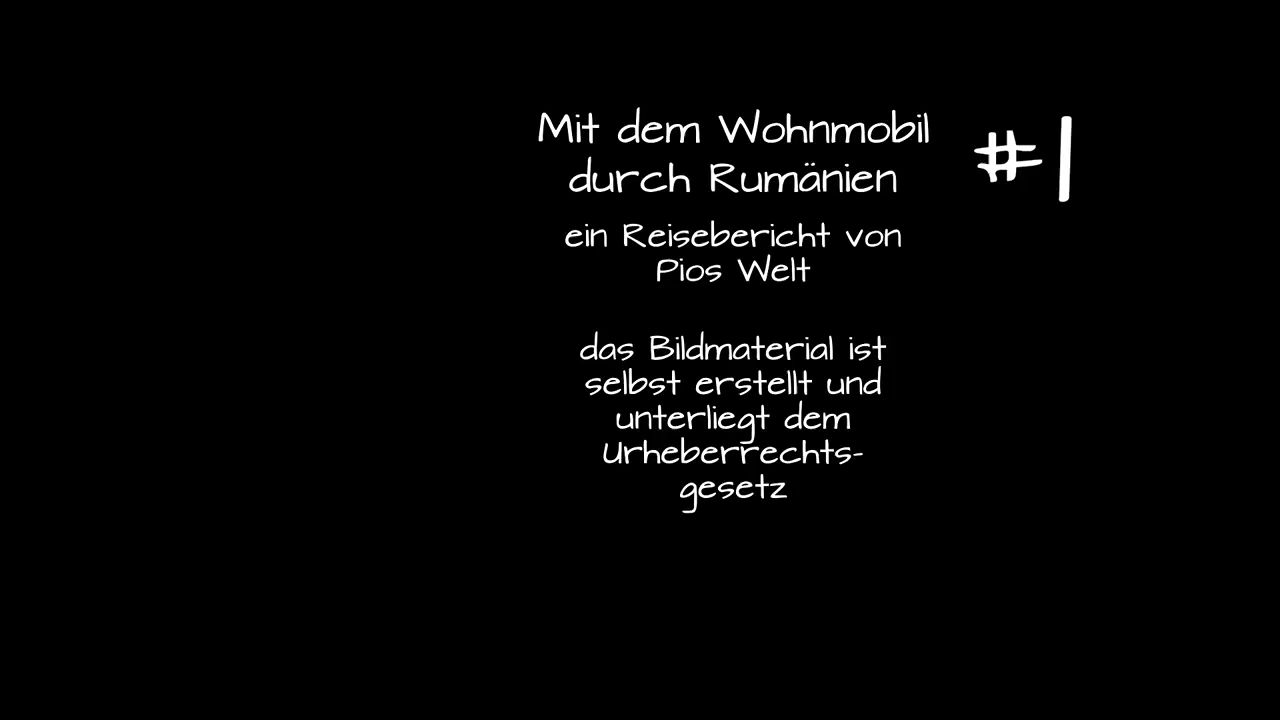 Mit dem Wohnmobil
durch Rumänien
#1
ein Reisebericht von
Pios Welt
das Bildmaterial ist
selbst erstellt und
unterliegt dem
Urheberrechts-
gesetz